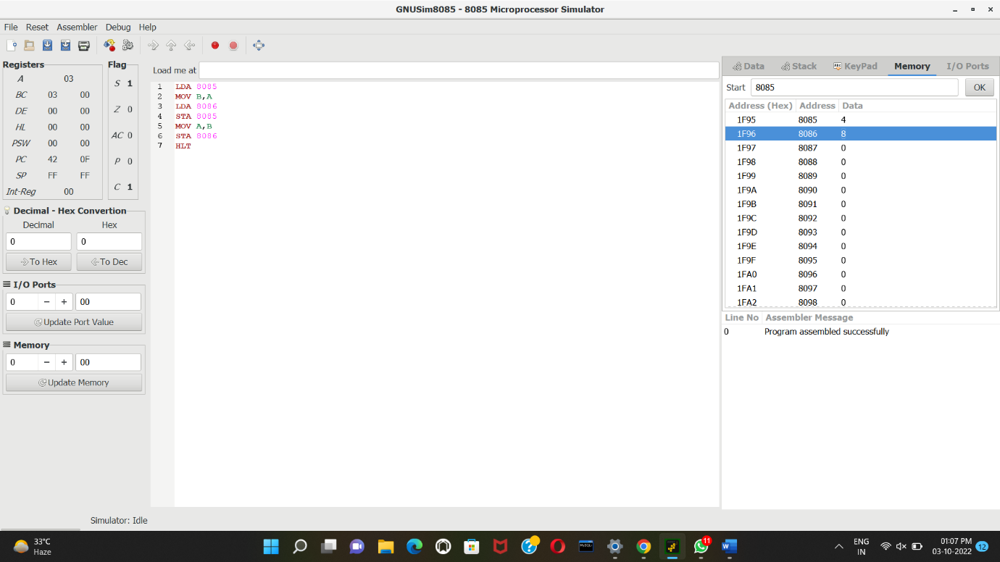 GNUSim8085 - 8085 Microprocessor Simulator
File Reset Assembler Debug Help
Registers
A 03
BC 03 00
DE 00 00
HL 00 00
PSW 00 00
PC 42 0F
SP FF FF
Int-Reg 00
Flag
S 1
Z 0
AC 0
P 0
C 1
Decimal - Hex Convertion
Decimal Hex
0 0
To Hex To Dec
I/O Ports
0 − + 00
Update Port Value
Memory
0 − + 00
Update Memory
Load me at
1 LDA 8085
2 MOV B,A
3 LDA 8086
4 STA 8085
5 MOV A,B
6 STA 8086
7 HLT
Data Stack Abc KeyPad Memory I/O Ports
Start 8085 OK
Address (Hex) Address Data
1F95 8085 4
1F96 8086 8
1F97 8087 0
1F98 8088 0
1F99 8089 0
1F9A 8090 0
1F9B 8091 0
1F9C 8092 0
1F9D 8093 0
1F9E 8094 0
1F9F 8095 0
1FA0 8096 0
1FA1 8097 0
1FA2 8098 0
Line No Assembler Message
0 Program assembled successfully
Simulator: Idle
33°C
Haze
MySQL
11
W
ENG
IN
01:07 PM
03-10-2022
12